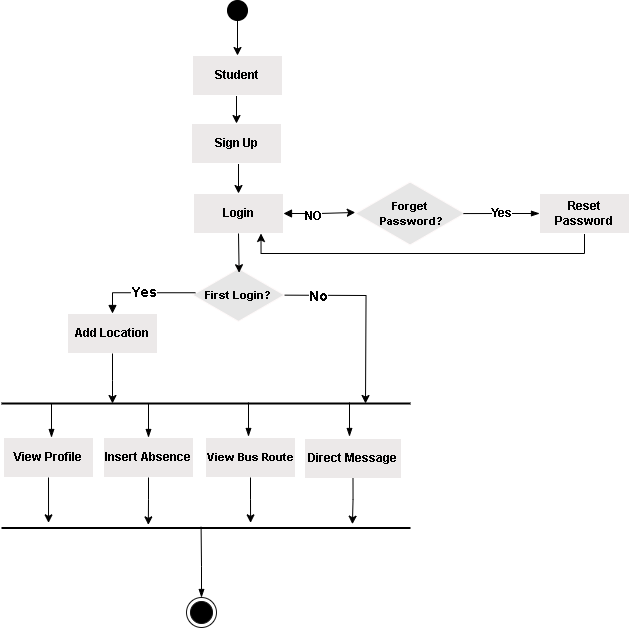 Student
Sign Up
Login
NO
Forget
Password?
Yes
Reset
Password
First Login?
Yes
No
Add Location
View Profile
Insert Absence
View Bus Route
Direct Message